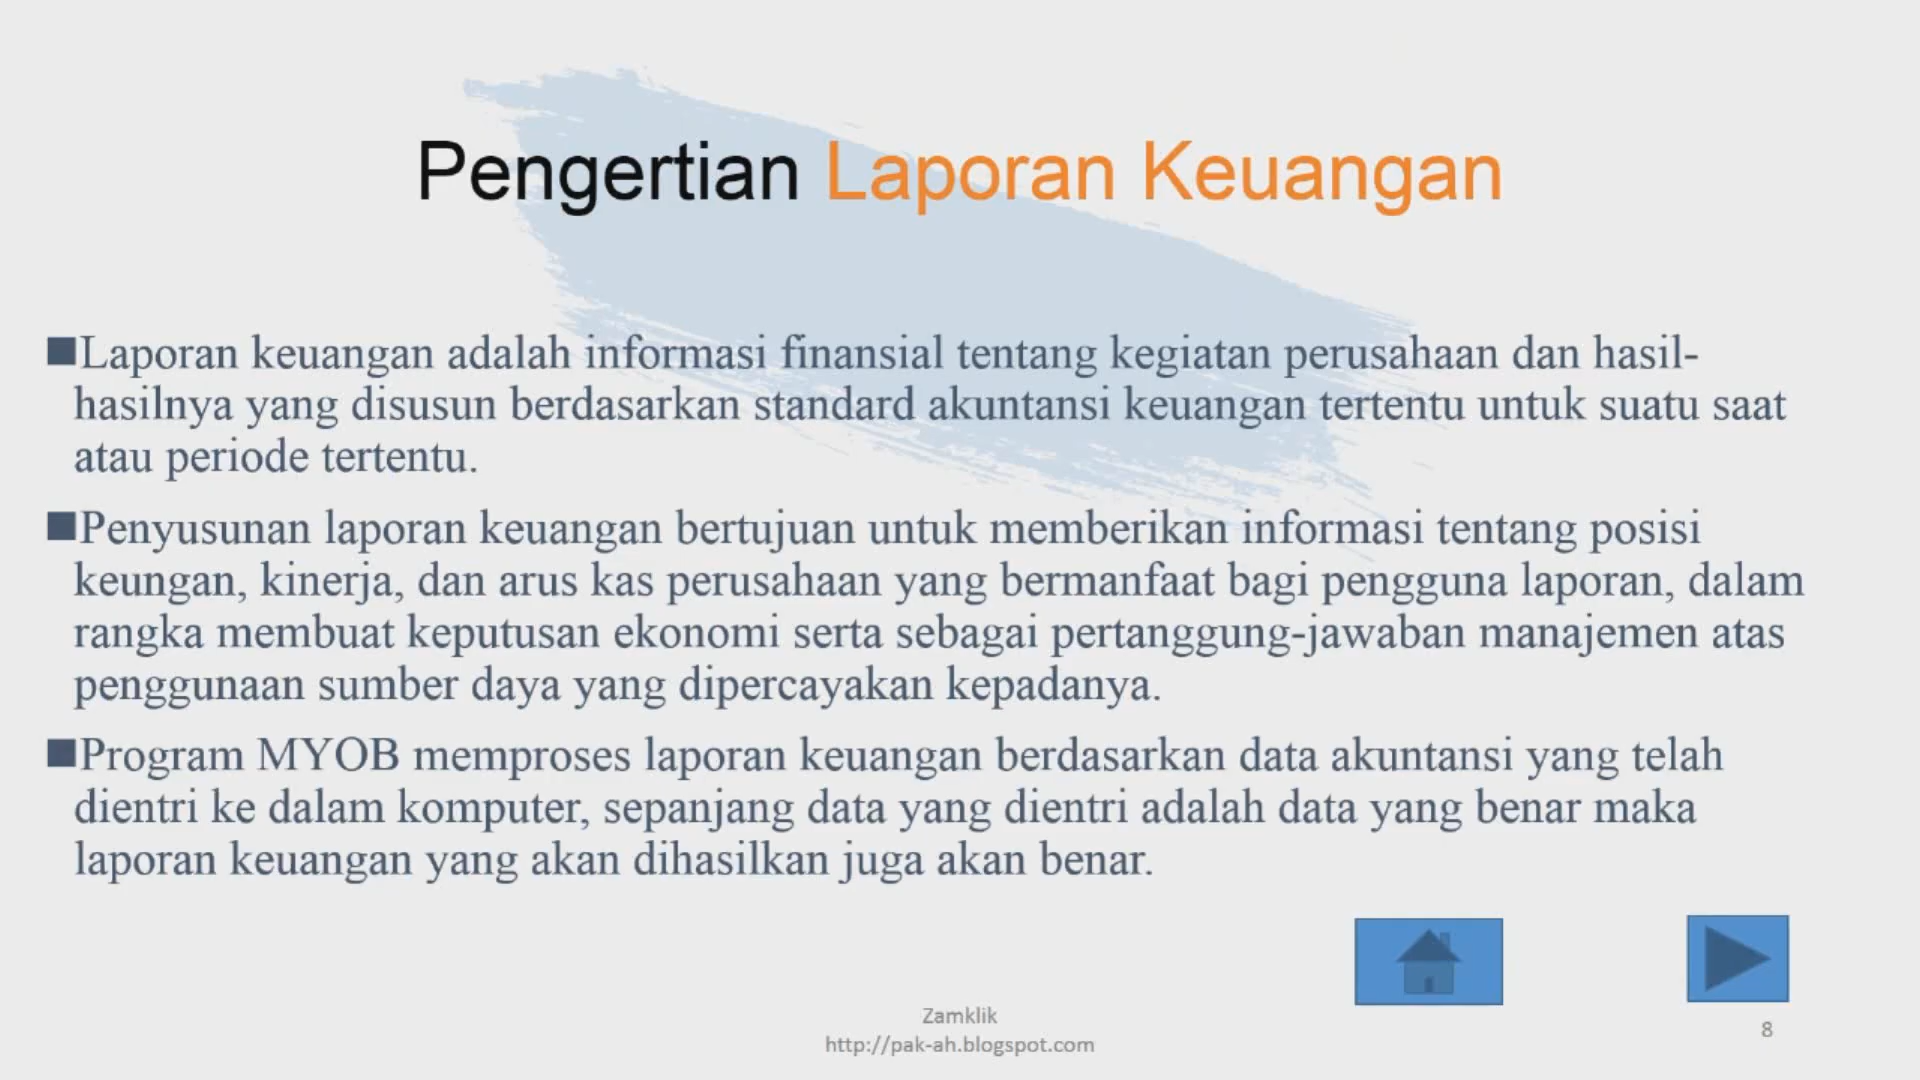 Pengertian Laporan Keuangan
■Laporan keuangan adalah informasi finansial tentang kegiatan perusahaan dan hasil-
hasilnya yang disusun berdasarkan standard akuntansi keuangan tertentu untuk suatu saat
atau periode tertentu.
■Penyusunan laporan keuangan bertujuan untuk memberikan informasi tentang posisi
keungan, kinerja, dan arus kas perusahaan yang bermanfaat bagi pengguna laporan, dalam
rangka membuat keputusan ekonomi serta sebagai pertanggung-jawaban manajemen atas
penggunaan sumber daya yang dipercayakan kepadanya.
■Program MYOB memproses laporan keuangan berdasarkan data akuntansi yang telah
dientri ke dalam komputer, sepanjang data yang dientri adalah data yang benar maka
laporan keuangan yang akan dihasilkan juga akan benar.
Zamklik
http://pak-ah.blogspot.com
8